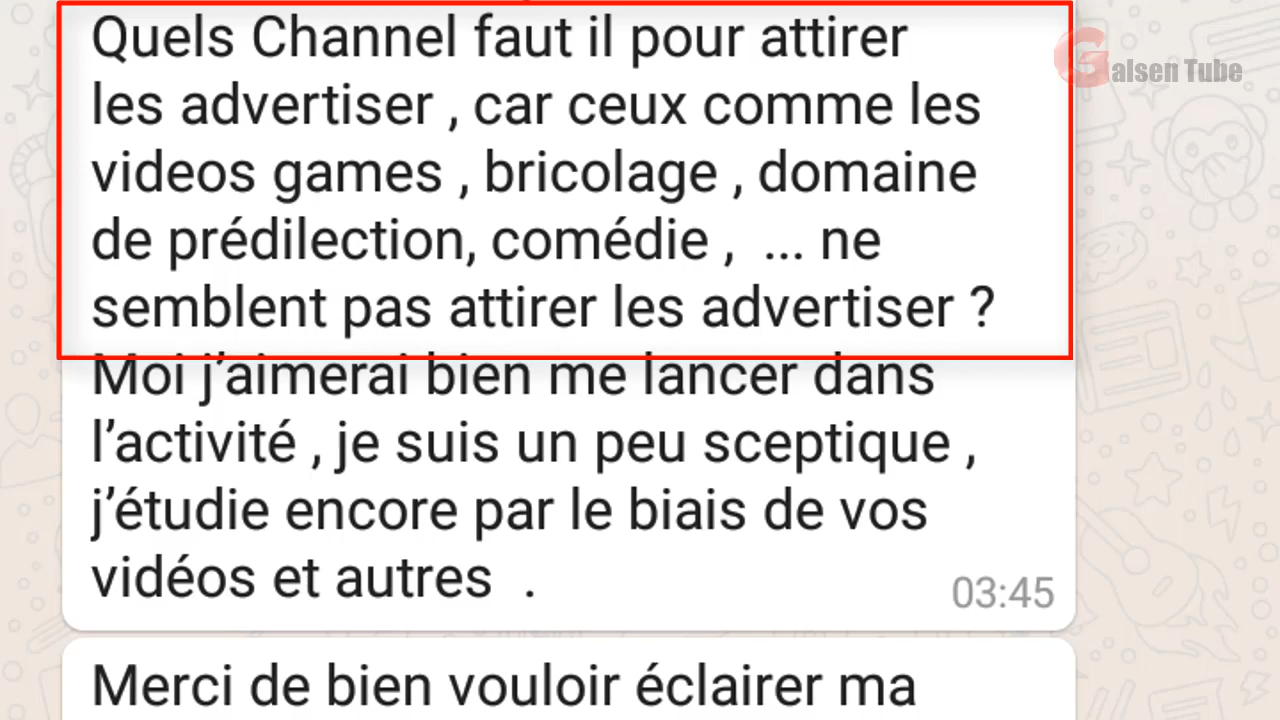 Quels Channel faut il pour attirer
les advertiser , car ceux comme les
videos games , bricolage , domaine
de prédilection, comédie , ... ne
semblent pas attirer les advertiser ?
Moi j’aimerai bien me lancer dans
l’activité , je suis un peu sceptique ,
j’étudie encore par le biais de vos
vidéos et autres .
03:45
Merci de bien vouloir éclairer ma
Galsen Tube